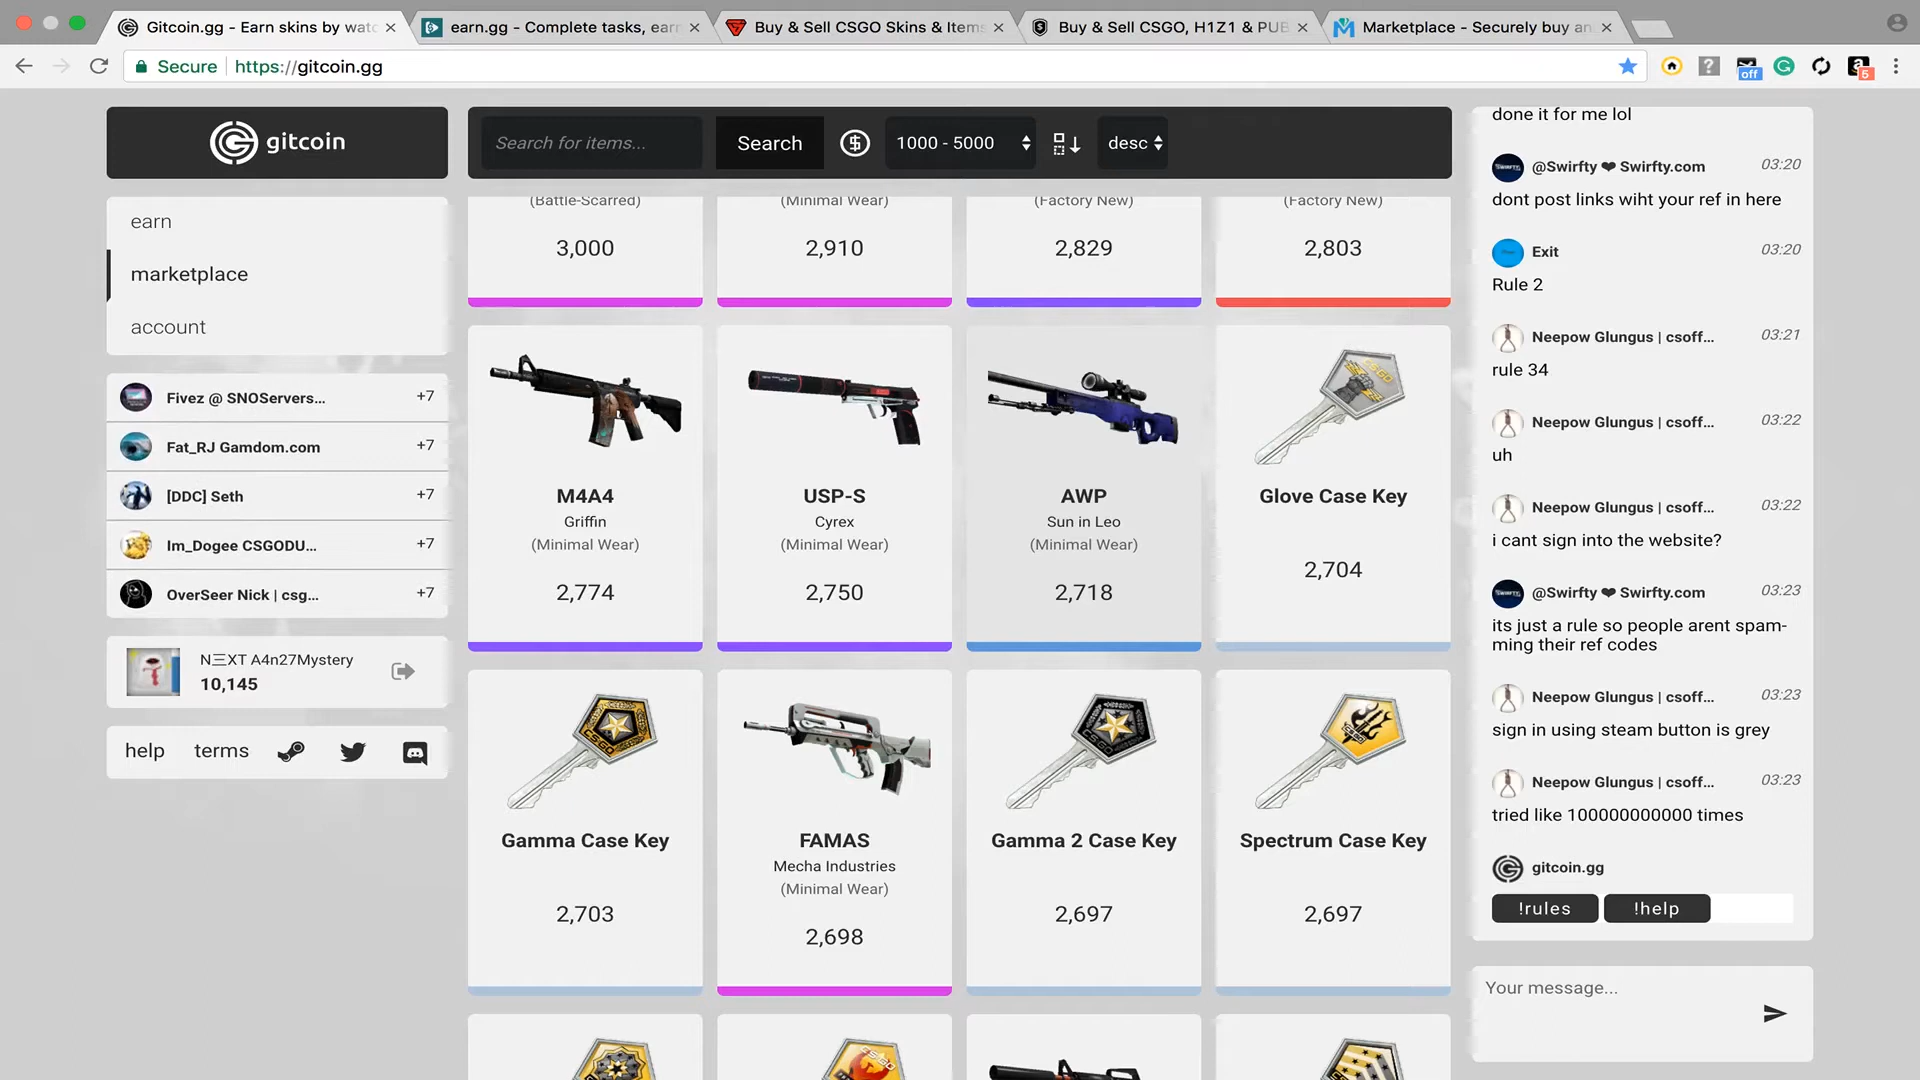 Gitcoin.gg - Earn skins by watc
earn.gg - Complete tasks, earn
Buy & Sell CSGO Skins & Items
Buy & Sell CSGO, H1Z1 & PUB
Marketplace - Securely buy an
Secure
https://gitcoin.gg
off
5
gitcoin
Search for items...
Search
1000 - 5000
desc
earn
marketplace
account
Fivez @ SNOServers... +7
Fat_RJ Gamdom.com +7
[DDC] Seth +7
Im_Dogee CSGODU... +7
OverSeer Nick | csg... +7
N三XT A4n27Mystery
10,145
help terms
(Battle-Scarred)
3,000
(Minimal Wear)
2,910
(Factory New)
2,829
(Factory New)
2,803
M4A4
Griffin
(Minimal Wear)
2,774
USP-S
Cyrex
(Minimal Wear)
2,750
AWP
Sun in Leo
(Minimal Wear)
2,718
Glove Case Key
2,704
Gamma Case Key
2,703
FAMAS
Mecha Industries
(Minimal Wear)
2,698
Gamma 2 Case Key
2,697
Spectrum Case Key
2,697
done it for me lol
@Swirfty ❤ Swirfty.com 03:20
dont post links wiht your ref in here
Exit 03:20
Rule 2
Neepow Glungus | csoff... 03:21
rule 34
Neepow Glungus | csoff... 03:22
uh
Neepow Glungus | csoff... 03:22
i cant sign into the website?
@Swirfty ❤ Swirfty.com 03:23
its just a rule so people arent spam-
ming their ref codes
Neepow Glungus | csoff... 03:23
sign in using steam button is grey
Neepow Glungus | csoff... 03:23
tried like 100000000000 times
gitcoin.gg
!rules !help
Your message...